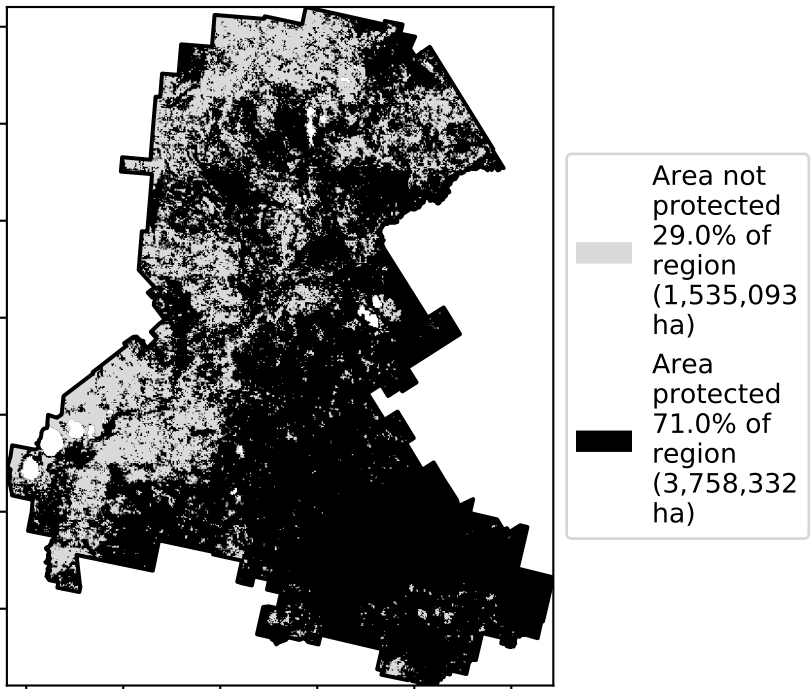 Area not
protected
29.0% of
region
(1,535,093
ha)
Area
protected
71.0% of
region
(3,758,332
ha)